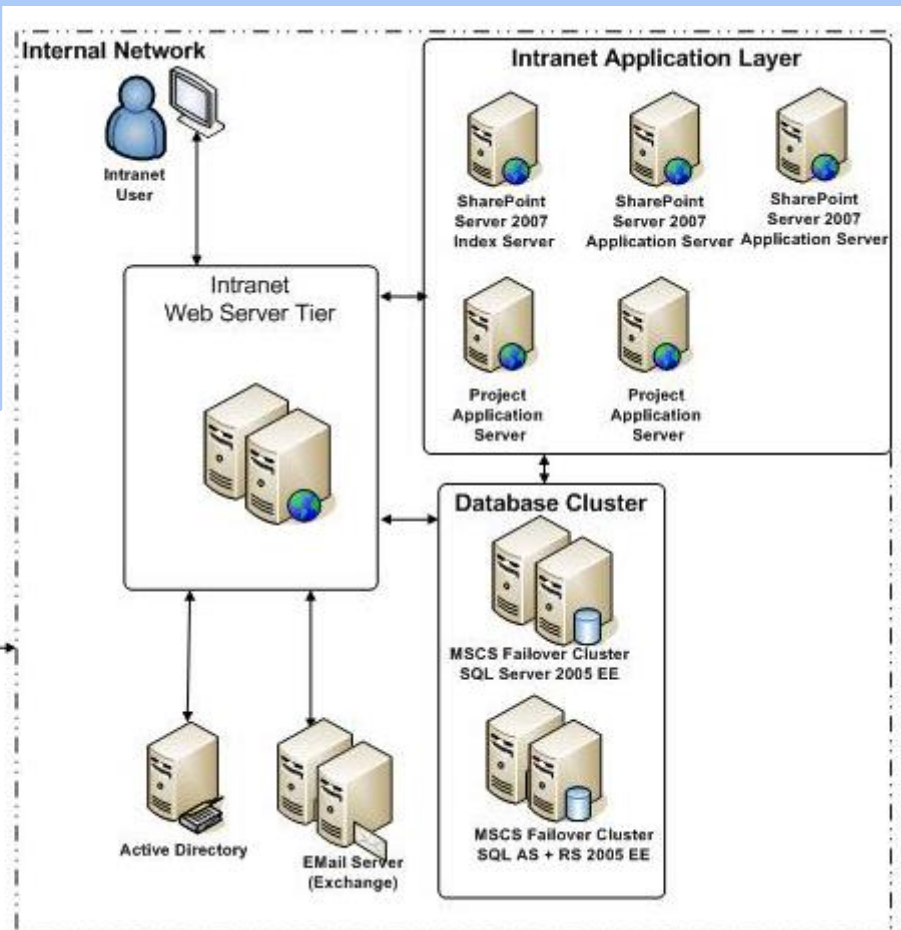 Internal Network
Intranet Application Layer
Intranet
User
SharePoint
Server 2007
Index Server
SharePoint
Server 2007
Application Server
SharePoint
Server 2007
Application Server
Intranet
Web Server Tier
Project
Application
Server
Project
Application
Server
Database Cluster
MSCS Failover Cluster
SQL Server 2005 EE
MSCS Failover Cluster
SQL AS + RS 2005 EE
Active Directory
EMail Server
(Exchange)